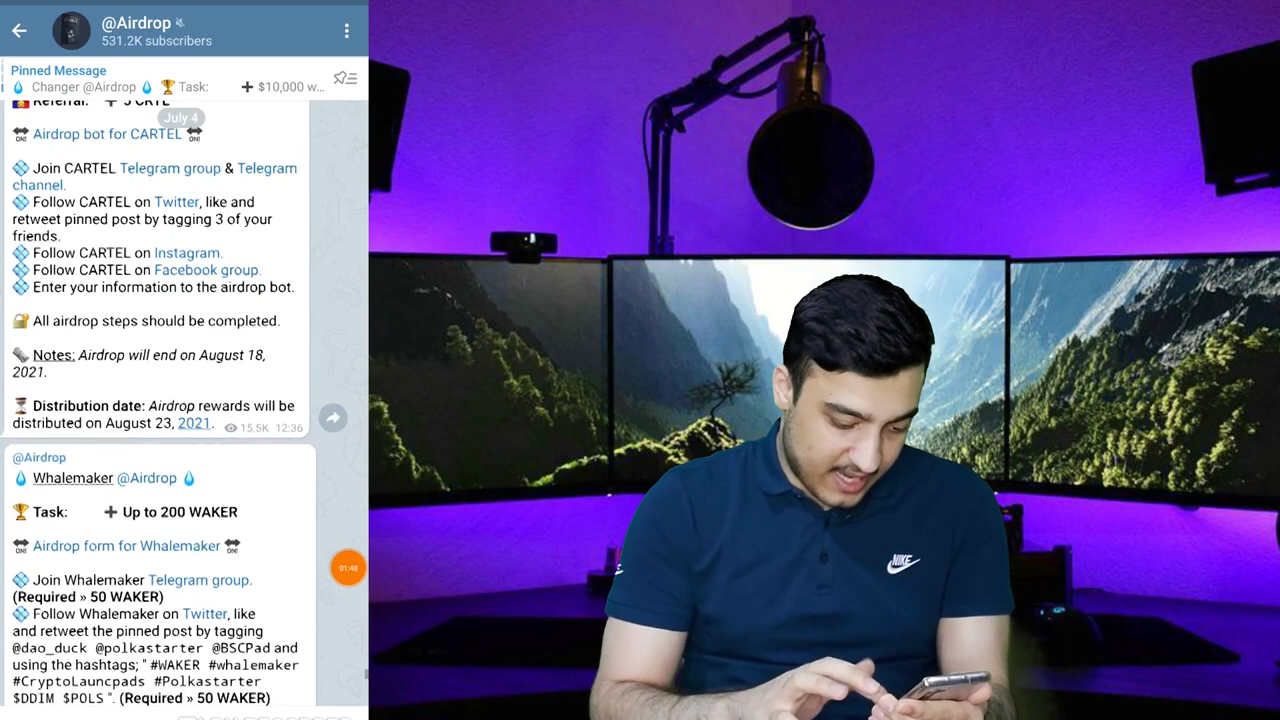 @Airdrop
531.2K subscribers
Pinned Message
Changer @Airdrop Task: + $10,000 w...
Referral: + 5 CRTL
July 4
Airdrop bot for CARTEL
Join CARTEL Telegram group & Telegram
channel.
Follow CARTEL on Twitter, like and
retweet pinned post by tagging 3 of your
friends.
Follow CARTEL on Instagram.
Follow CARTEL on Facebook group.
Enter your information to the airdrop bot.
All airdrop steps should be completed.
Notes: Airdrop will end on August 18,
2021.
Distribution date: Airdrop rewards will be
distributed on August 23, 2021.
15.5K 12:36
@Airdrop
Whalemaker @Airdrop
Task: + Up to 200 WAKER
Airdrop form for Whalemaker
Join Whalemaker Telegram group.
(Required » 50 WAKER)
Follow Whalemaker on Twitter, like
and retweet the pinned post by tagging
@dao_duck @polkastarter @BSCPad and
using the hashtags; " #WAKER #whalemaker
#CryptoLauncpads #Polkastarter
$DDIM $POLS ". (Required » 50 WAKER)
01:48
NIKE